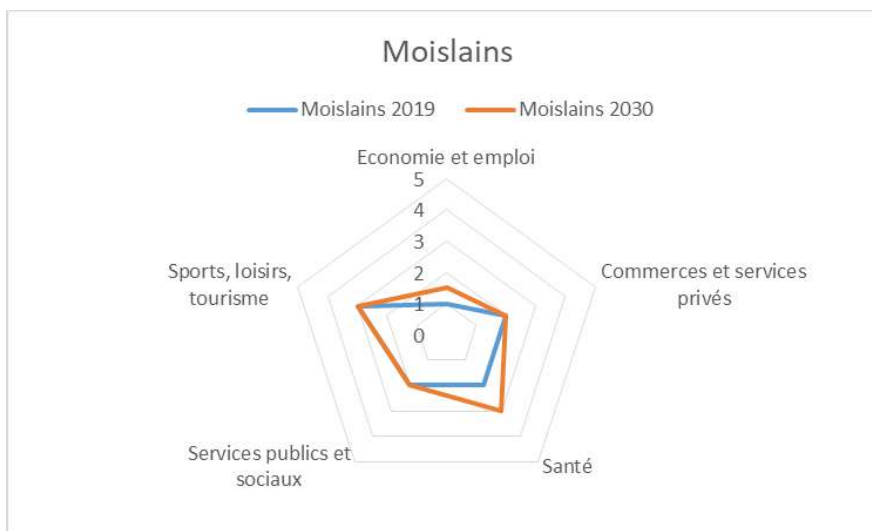 Moislains
Moislains 2019
Moislains 2030
Economie et emploi
5
4
3
2
1
0
Commerces et services
privés
Santé
Services publics et
sociaux
Sports, loisirs,
tourisme